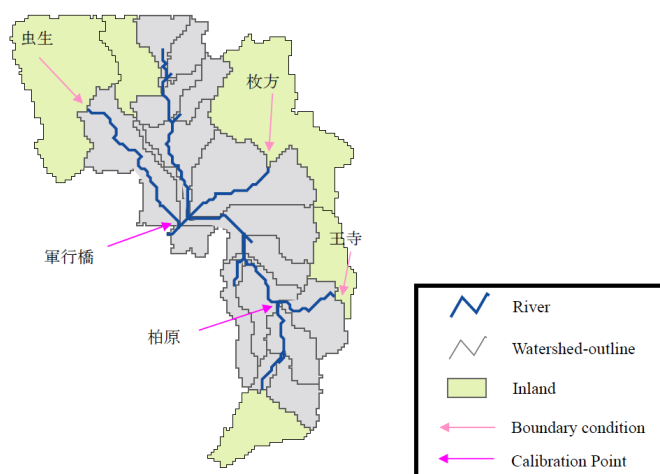 虫生
枚方
軍行橋
王寺
柏原
River
Watershed-outline
Inland
Boundary condition
Calibration Point